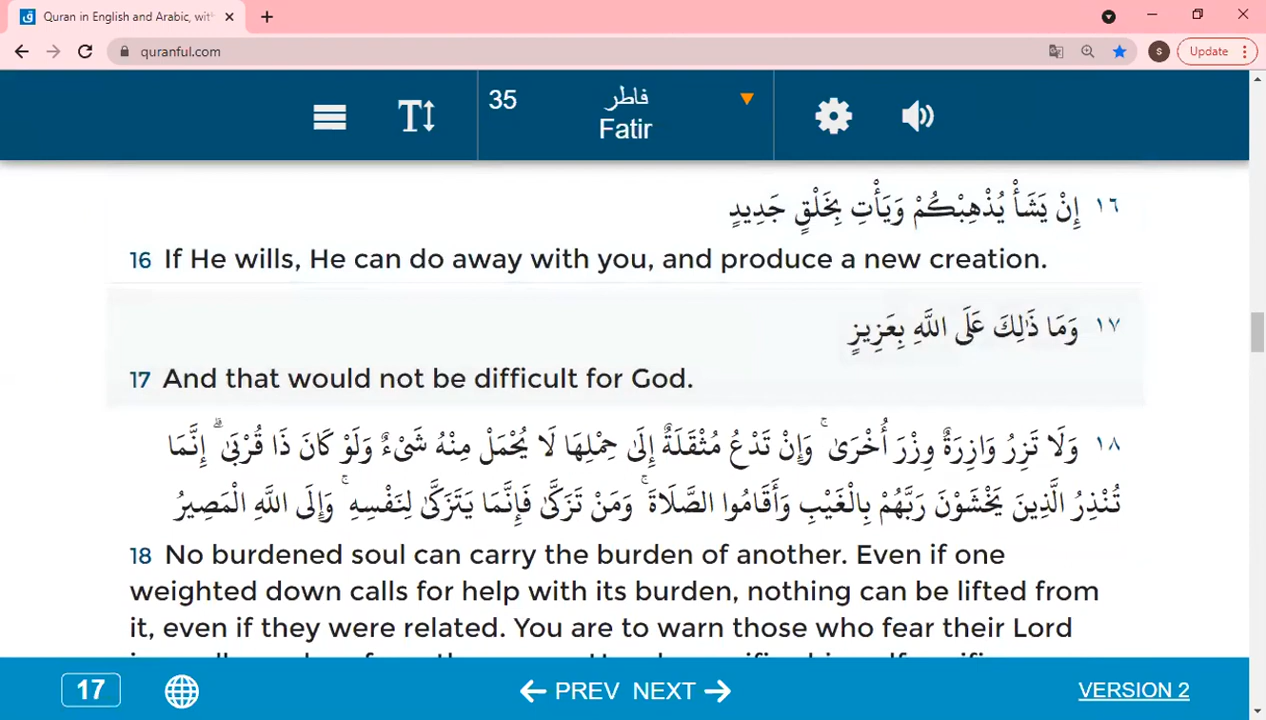 Quran in English and Arabic, wit
quranful.com
S
Update
35
فاطر
Fatir
١٦ إِنْ يَشَأْ يُذْهِبْكُمْ وَيَأْتِ بِخَلْقٍ جَدِيدٍ
16 If He wills, He can do away with you, and produce a new creation.
١٧ وَمَا ذَٰلِكَ عَلَى اللَّهِ بِعَزِيزٍ
17 And that would not be difficult for God.
١٨ وَلَا تَزِرُ وَازِرَةٌ وِزْرَ أُخْرَىٰ ۚ وَإِنْ تَدْعُ مُثْقَلَةٌ إِلَىٰ حِمْلِهَا لَا يُحْمَلْ مِنْهُ شَيْءٌ وَلَوْ كَانَ ذَا قُرْبَىٰ ۗ إِنَّمَا
تُنْذِرُ الَّذِينَ يَخْشَوْنَ رَبَّهُمْ بِالْغَيْبِ وَأَقَامُوا الصَّلَاةَ ۚ وَمَنْ تَزَكَّىٰ فَإِنَّمَا يَتَزَكَّىٰ لِنَفْسِهِ ۚ وَإِلَى اللَّهِ الْمَصِيرُ
18 No burdened soul can carry the burden of another. Even if one
weighted down calls for help with its burden, nothing can be lifted from
it, even if they were related. You are to warn those who fear their Lord
17
PREV NEXT
VERSION 2